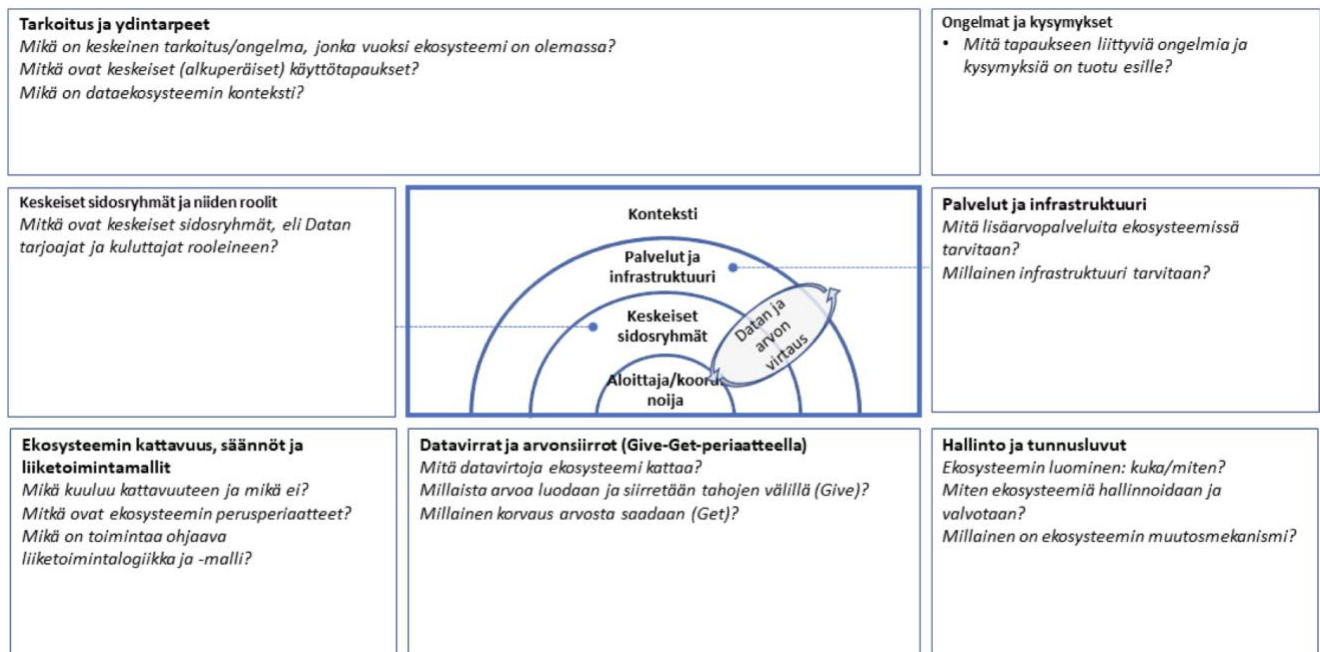 Tarkoitus ja ydintarpeet
Mikä on keskeinen tarkoitus/ongelma, jonka vuoksi ekosysteemi on olemassa?
Mitkä ovat keskeiset (alkuperäiset) käyttötapaukset?
Mikä on dataekosysteemin konteksti?
Ongelmat ja kysymykset
• Mitä tapaukseen liittyviä ongelmia ja
kysymyksiä on tuotu esille?
Keskeiset sidosryhmät ja niiden roolit
Mitkä ovat keskeiset sidosryhmät, eli Datan
tarjoajat ja kuluttajat rooleineen?
Konteksti
Palvelut ja
infrastruktuuri
Keskeiset
sidosryhmät
Aloittaja/koordi
noija
Datan ja
arvon
virtaus
Palvelut ja infrastruktuuri
Mitä lisäarvopalveluita ekosysteemissä
tarvitaan?
Millainen infrastruktuuri tarvitaan?
Ekosysteemin kattavuus, säännöt ja
liiketoimintamallit
Mikä kuuluu kattavuuteen ja mikä ei?
Mitkä ovat ekosysteemin perusperiaatteet?
Mikä on toimintaa ohjaava
liiketoimintalogiikka ja -malli?
Datavirrat ja arvonsiirrot (Give-Get-periaatteella)
Mitä datavirtoja ekosysteemi kattaa?
Millaista arvoa luodaan ja siirretään tahojen välillä (Give)?
Millainen korvaus arvosta saadaan (Get)?
Hallinto ja tunnusluvut
Ekosysteemin luominen: kuka/miten?
Miten ekosysteemiä hallinnoidaan ja
valvotaan?
Millainen on ekosysteemin muutosmekanismi?